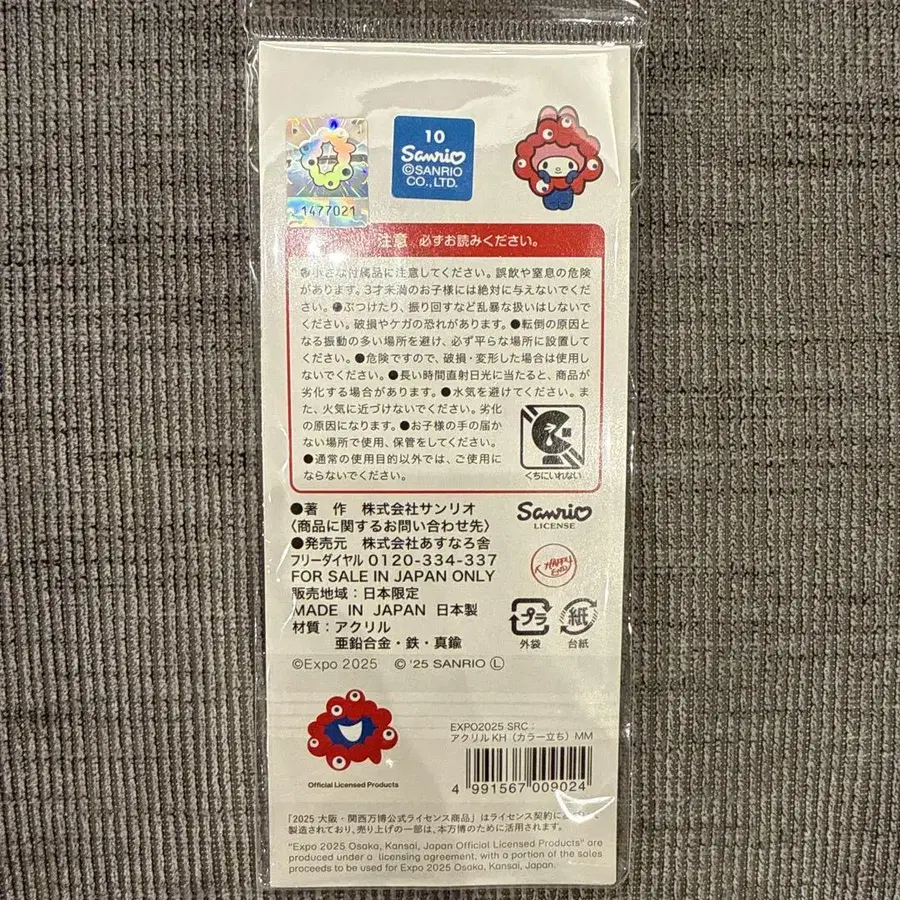 1477021
10
Sanrio
©SANRIO
CO., LTD.
注意 必ずお読みください。
●小さな付属品に注意してください。誤飲や窒息の危険
があります。3才未満のお子様には絶対に与えないでくだ
さい。●ぶつけたり、振り回すなど乱暴な扱いはしないで
ください。破損やケガの恐れがあります。●転倒の原因と
なる振動の多い場所を避け、必ず平らな場所に設置して
ください。●危険ですので、破損・変形した場合は使用し
ないでください。●長い時間直射日光に当たると、商品が
劣化する場合があります。●水気を避けてください。ま
た、火気に近づけないでください。劣化
の原因になります。●お子様の手の届か
ない場所で使用、保管をしてください。
●通常の使用目的以外では、ご使用に
ならないでください。
くちにいれない
●著 作 株式会社サンリオ
〈商品に関するお問い合わせ先〉
●発売元 株式会社あすなろ舎
フリーダイヤル 0120-334-337
FOR SALE IN JAPAN ONLY
販売地域：日本限定
MADE IN JAPAN 日本製
材質：アクリル
亜鉛合金・鉄・真鍮
©Expo 2025 © '25 SANRIO Ⓛ
Sanrio
LICENSE
HAPPY
END
プラ
外袋
紙
台紙
Official Licensed Products
EXPO2025 SRC：
アクリルKH（カラー立ち）MM
4 991567 009024
「2025 大阪・関西万博公式ライセンス商品」はライセンス契約に
製造されており、売り上げの一部は、本万博のために活用されます。
"Expo 2025 Osaka, Kansai, Japan Official Licensed Products" are
produced under a licensing agreement, with a portion of the sales
proceeds to be used for Expo 2025 Osaka, Kansai, Japan.